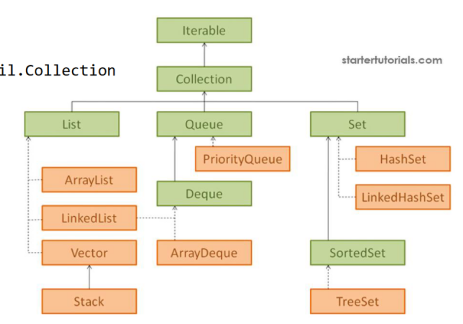 Iterable
il.Collection
startertutorials.com
Collection
List
Queue
Set
PriorityQueue
HashSet
ArrayList
Deque
LinkedHashSet
LinkedList
Vector
ArrayDeque
SortedSet
Stack
TreeSet